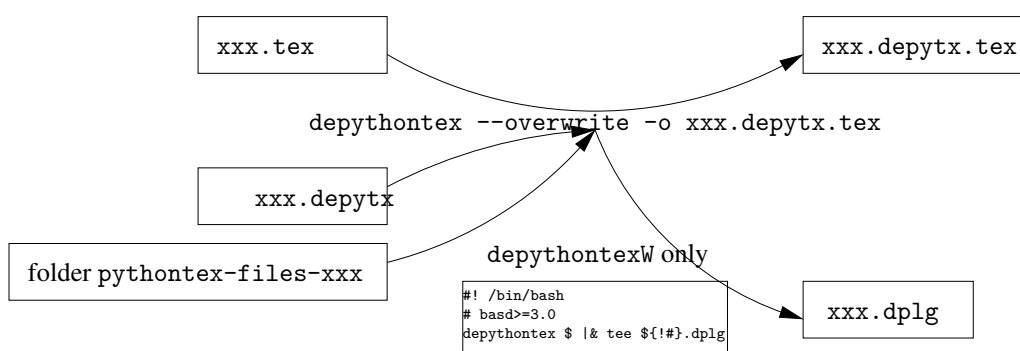 xxx.tex
xxx.depytx.tex
depythontex --overwrite -o xxx.depytx.tex
xxx.depytx
folder pythontex-files-xxx
depythontexW only
#! /bin/bash
# basd>=3.0
depythontex $ |& tee ${!#}.dplg
xxx.dplg